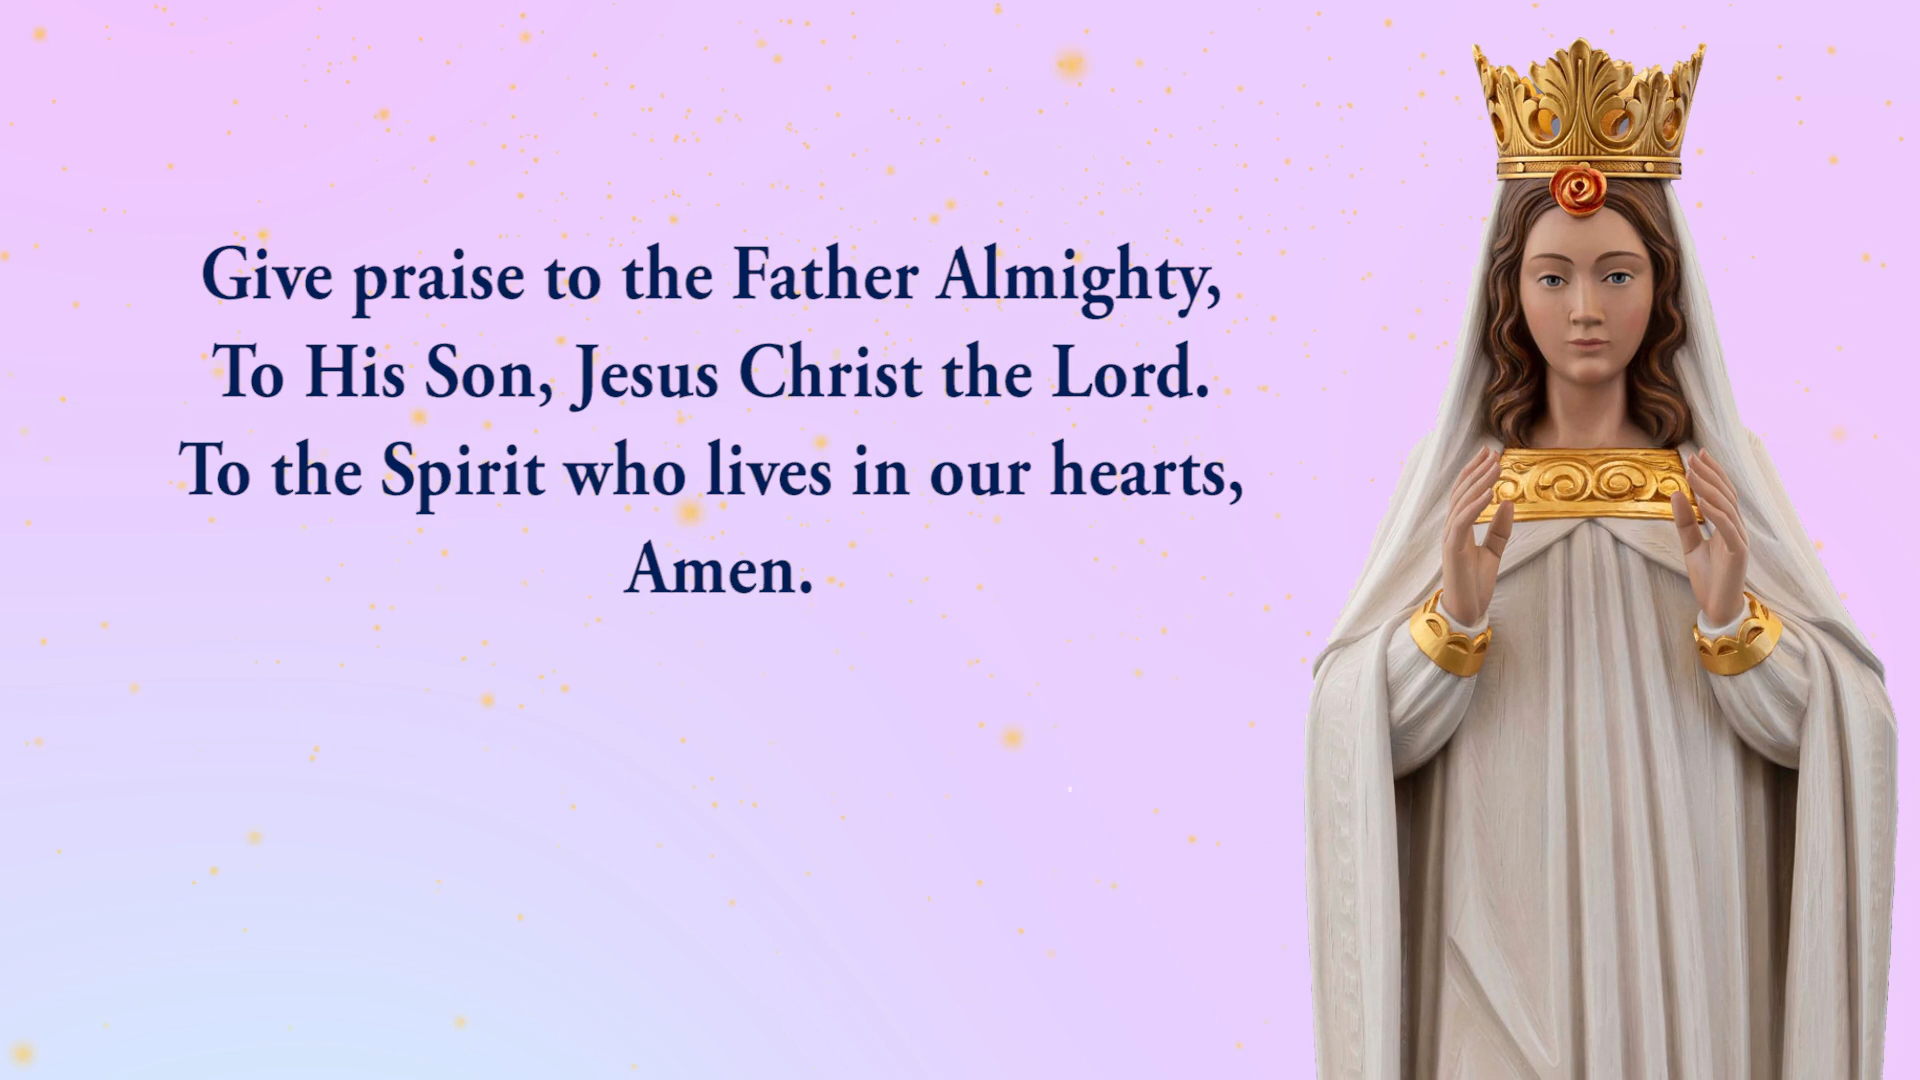 Give praise to the Father Almighty,
To His Son, Jesus Christ the Lord.
To the Spirit who lives in our hearts,
Amen.